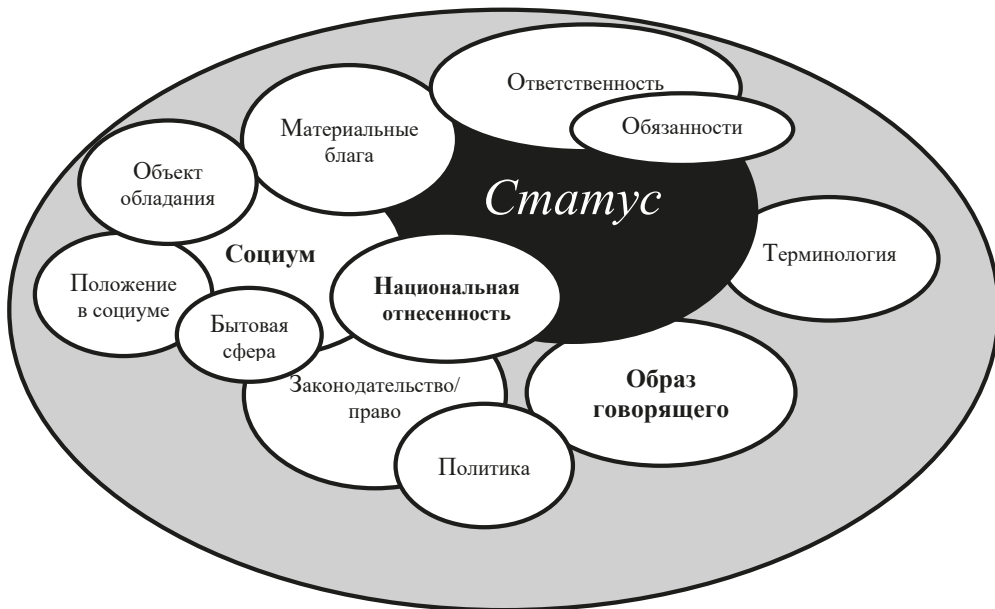 Ответственность
Обязанности
Материальные
блага
Объект
обладания
Статус
Социум
Терминология
Положение
в социуме
Национальная
отнесенность
Бытовая
сфера
Законодательство/
право
Образ
говорящего
Политика